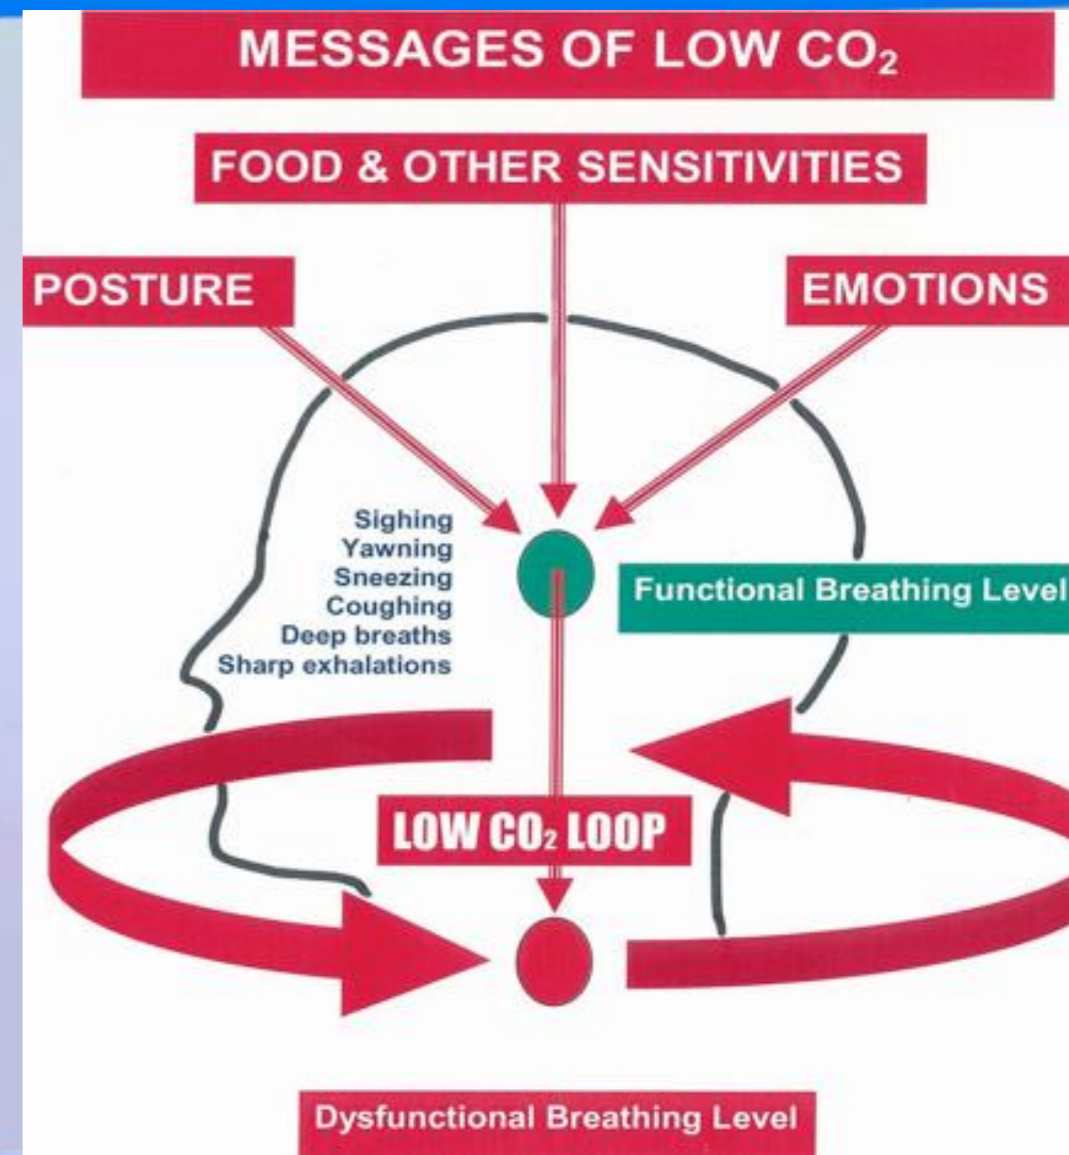 MESSAGES OF LOW CO₂
FOOD & OTHER SENSITIVITIES
POSTURE
EMOTIONS
Sighing
Yawning
Sneezing
Coughing
Deep breaths
Sharp exhalations
Functional Breathing Level
LOW CO₂ LOOP
Dysfunctional Breathing Level